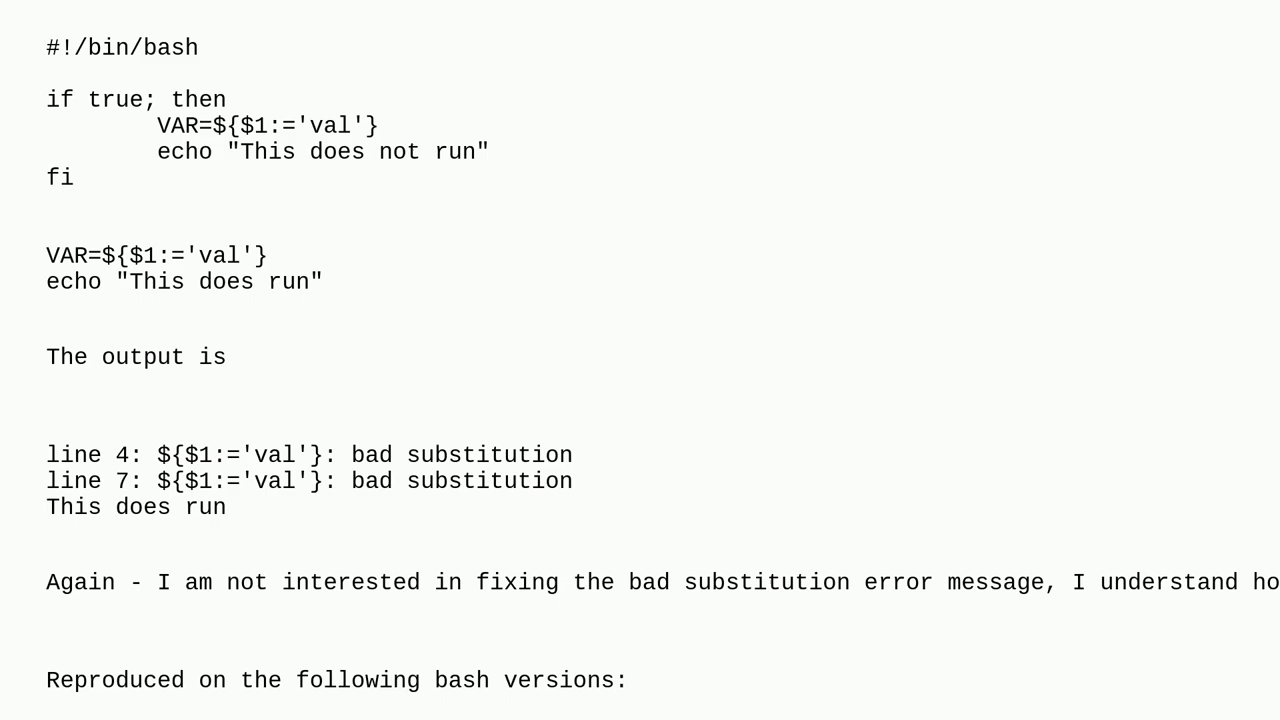 #!/bin/bash
if true; then
        VAR=${$1:='val'}
        echo "This does not run"
fi
VAR=${$1:='val'}
echo "This does run"
The output is
line 4: ${$1:='val'}: bad substitution
line 7: ${$1:='val'}: bad substitution
This does run
Again - I am not interested in fixing the bad substitution error message, I understand
Reproduced on the following bash versions: